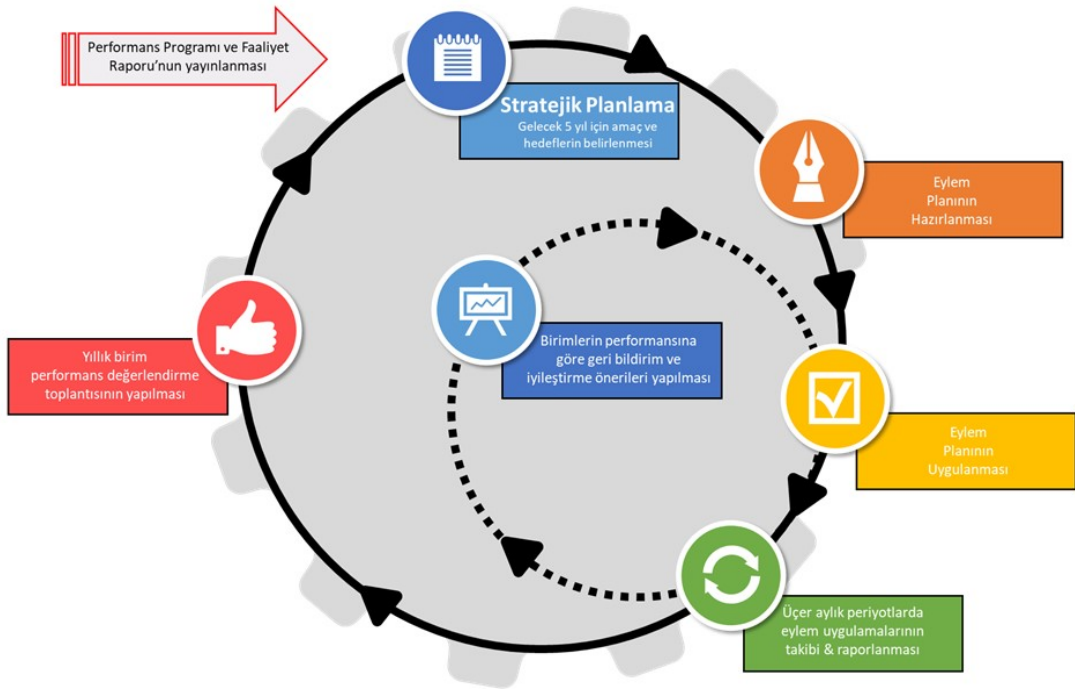 Performans Programı ve Faaliyet
Raporu’nun yayınlanması
Stratejik Planlama
Gelecek 5 yıl için amaç ve
hedeflerin belirlenmesi
Eylem
Planının
Hazırlanması
Birimlerin performansına
göre geri bildirim ve
iyileştirme önerileri yapılması
Yıllık birim
performans değerlendirme
toplantısının yapılması
Eylem
Planının
Uygulanması
Üçer aylık periyotlarda
eylem uygulamalarının
takibi & raporlanması